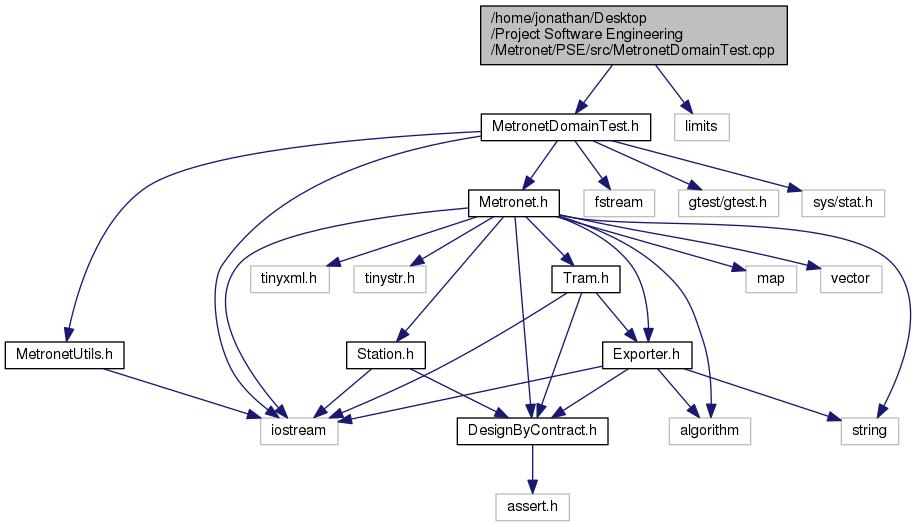 /home/jonathan/Desktop
/Project Software Engineering
/Metronet/PSE/src/MetronetDomainTest.cpp
MetronetDomainTest.h
limits
Metronet.h
fstream
gtest/gtest.h
sys/stat.h
tinyxml.h
tinystr.h
Tram.h
map
vector
MetronetUtils.h
Station.h
Exporter.h
iostream
DesignByContract.h
algorithm
string
assert.h